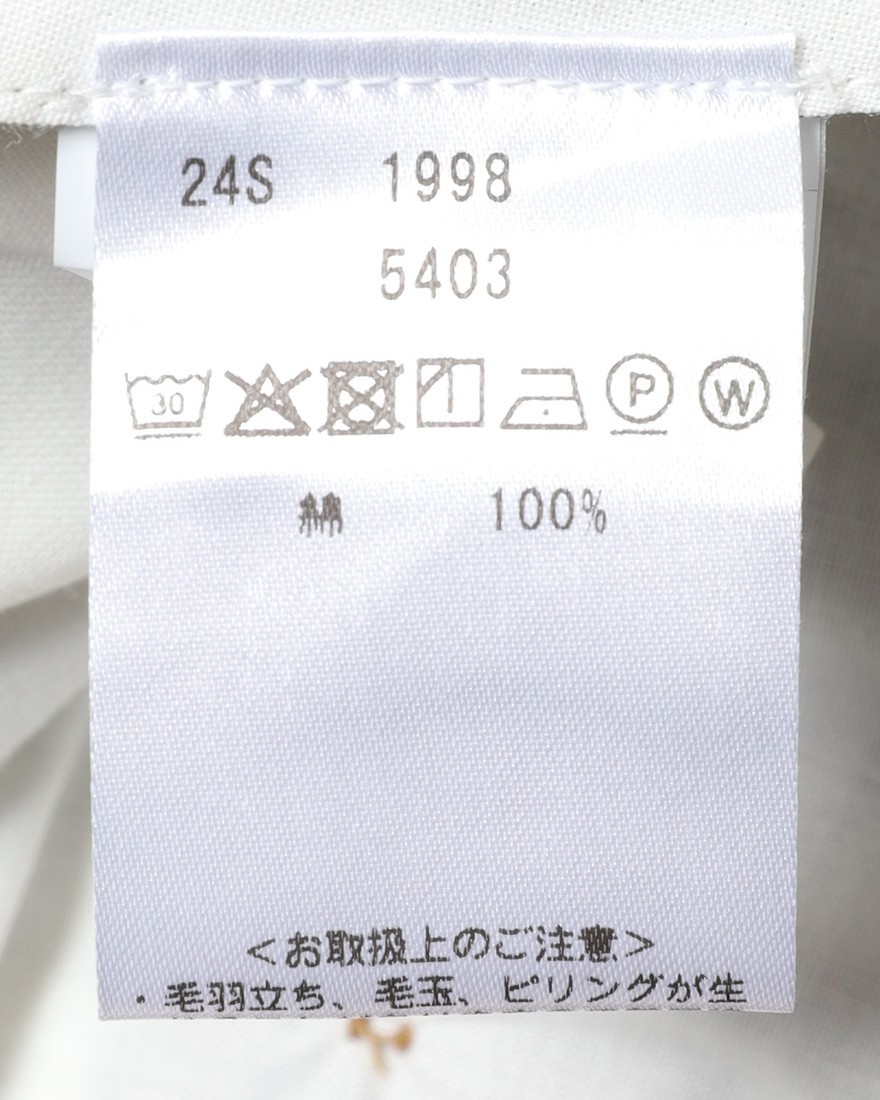 24S 1998
5403
30 P W
綿 100%
<お取扱上のご注意>
・毛羽立ち、毛玉、ピリングが生